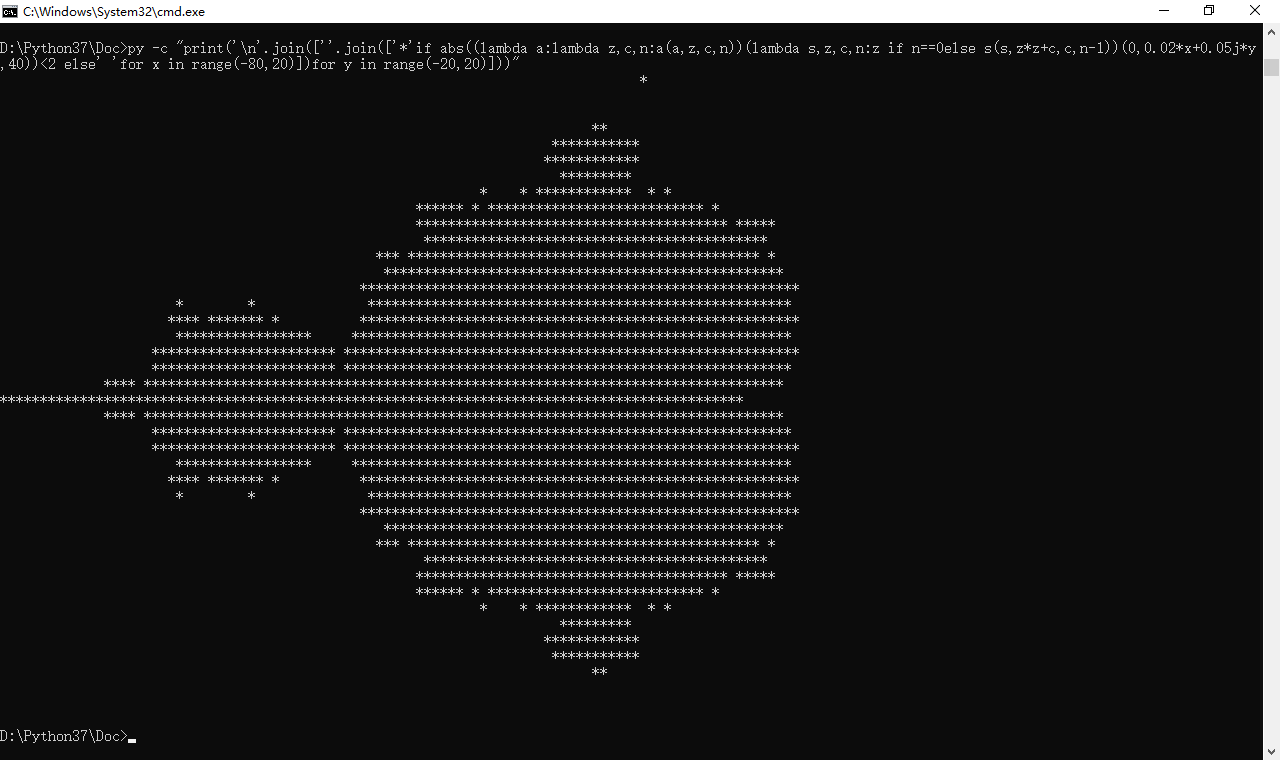 C:\Windows\System32\cmd.exe
D:\Python37\Doc>py -c "print('\n'.join([''.join(['*'if abs((lambda a:lambda z,c,n:a(a,z,c,n))(lambda s,z,c,n:z if n==0else s(s,z*z+c,c,n-1))(0,0.02*x+0.05j*y
,40))<2 else' 'for x in range(-80,20)])for y in range(-20,20)]))"
                                                                                *
                                                                          **
                                                                     ***********
                                                                    ************
                                                                      *********
                                                            *    * ************  * *
                                                    ****** * *************************** *
                                                    *************************************** *****
                                                     *******************************************
                                               *** ******************************************** *
                                                **************************************************
                                             *******************************************************
                      *        *              *****************************************************
                     **** ******* *          *******************************************************
                      *****************     *******************************************************
                   *********************** *********************************************************
                   *********************** ********************************************************
             **** ********************************************************************************
*********************************************************************************************
             **** ********************************************************************************
                   *********************** ********************************************************
                   *********************** *********************************************************
                      *****************     *******************************************************
                     **** ******* *          *******************************************************
                      *        *              *****************************************************
                                             *******************************************************
                                                **************************************************
                                               *** ******************************************** *
                                                     *******************************************
                                                    *************************************** *****
                                                    ****** * *************************** *
                                                            *    * ************  * *
                                                                      *********
                                                                    ************
                                                                     ***********
                                                                          **
D:\Python37\Doc>